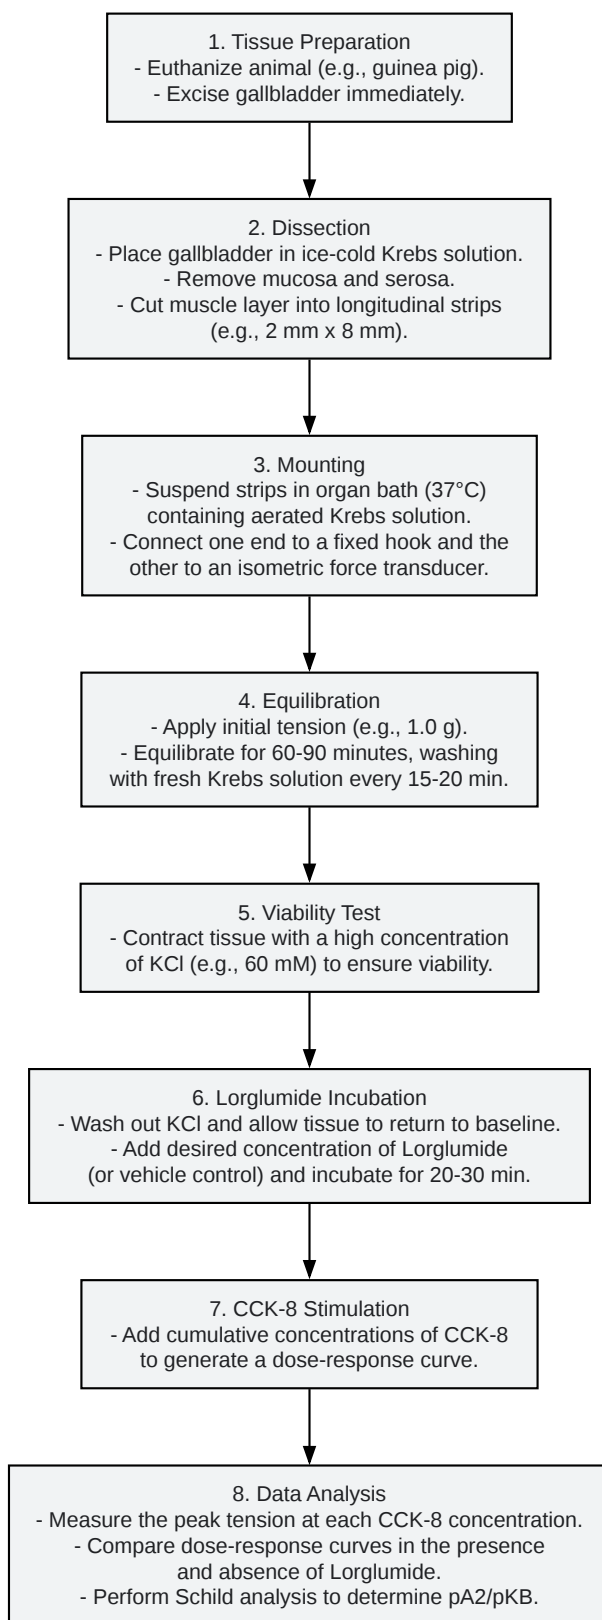 1. Tissue Preparation
- Euthanize animal (e.g., guinea pig).
- Excise gallbladder immediately.
2. Dissection
- Place gallbladder in ice-cold Krebs solution.
- Remove mucosa and serosa.
- Cut muscle layer into longitudinal strips
(e.g., 2 mm x 8 mm).
3. Mounting
- Suspend strips in organ bath (37°C)
containing aerated Krebs solution.
- Connect one end to a fixed hook and the
other to an isometric force transducer.
4. Equilibration
- Apply initial tension (e.g., 1.0 g).
- Equilibrate for 60-90 minutes, washing
with fresh Krebs solution every 15-20 min.
5. Viability Test
- Contract tissue with a high concentration
of KCl (e.g., 60 mM) to ensure viability.
6. Lorglumide Incubation
- Wash out KCl and allow tissue to return to baseline.
- Add desired concentration of Lorglumide
(or vehicle control) and incubate for 20-30 min.
7. CCK-8 Stimulation
- Add cumulative concentrations of CCK-8
to generate a dose-response curve.
8. Data Analysis
- Measure the peak tension at each CCK-8 concentration.
- Compare dose-response curves in the presence
and absence of Lorglumide.
- Perform Schild analysis to determine pA2/pKB.